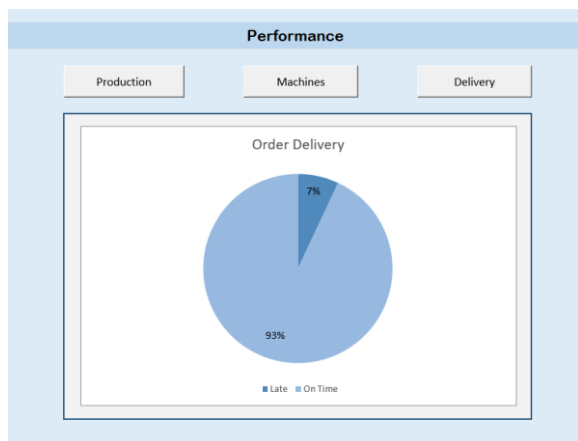 Performance
Production Machines Delivery
Order Delivery
7%
93%
Late On Time